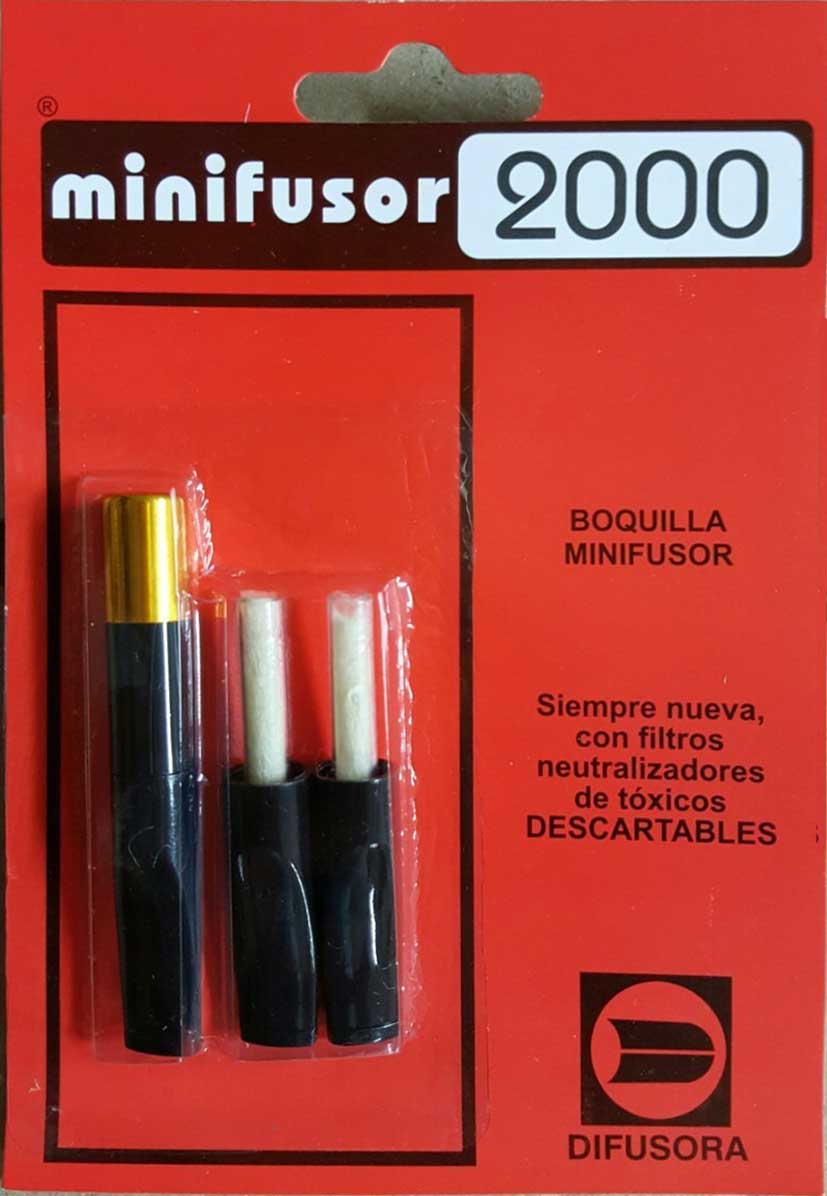 ®
minifusor 2000
BOQUILLA
MINIFUSOR
Siempre nueva,
con filtros
neutralizadores
de tóxicos
DESCARTABLES
DIFUSORA